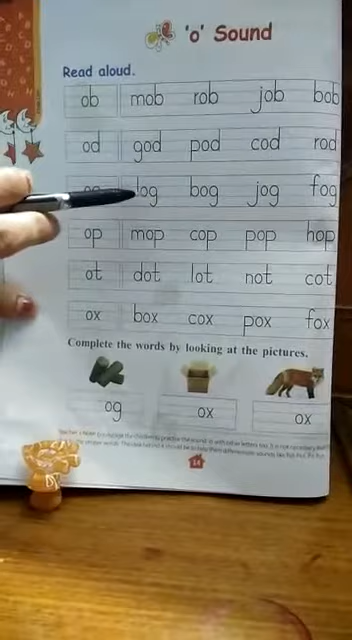 'o' Sound
Read aloud.
ob mob rob job bob
od god pod cod rod
og bog jog fog
op mop cop pop hop
ot dot lot not cot
ox box cox pox fox
Complete the words by looking at the pictures.
og ox ox
14